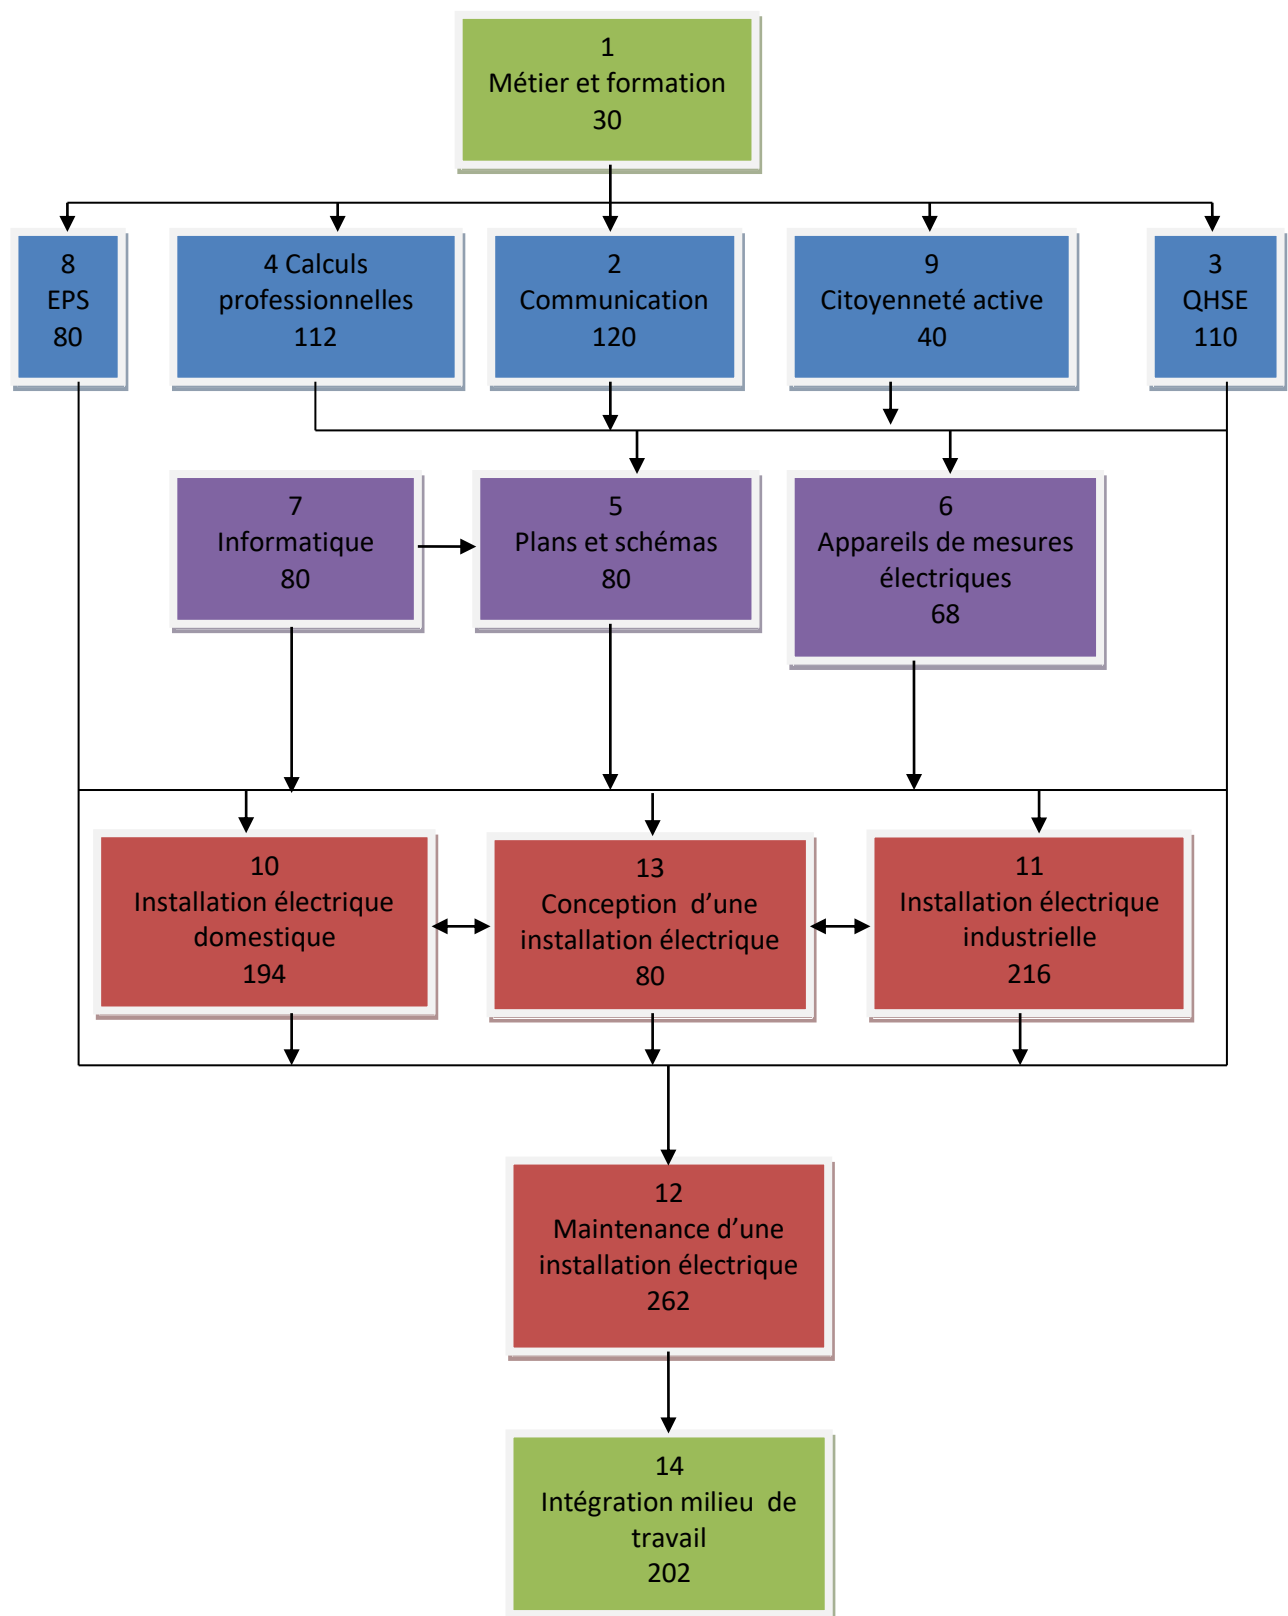 1
Métier et formation
30
8
EPS
80
4 Calculs
professionnelles
112
2
Communication
120
9
Citoyenneté active
40
3
QHSE
110
7
Informatique
80
5
Plans et schémas
80
6
Appareils de mesures
électriques
68
10
Installation électrique
domestique
194
13
Conception  d’une
installation électrique
80
11
Installation électrique
industrielle
216
12
Maintenance d’une
installation électrique
262
14
Intégration milieu  de
travail
202